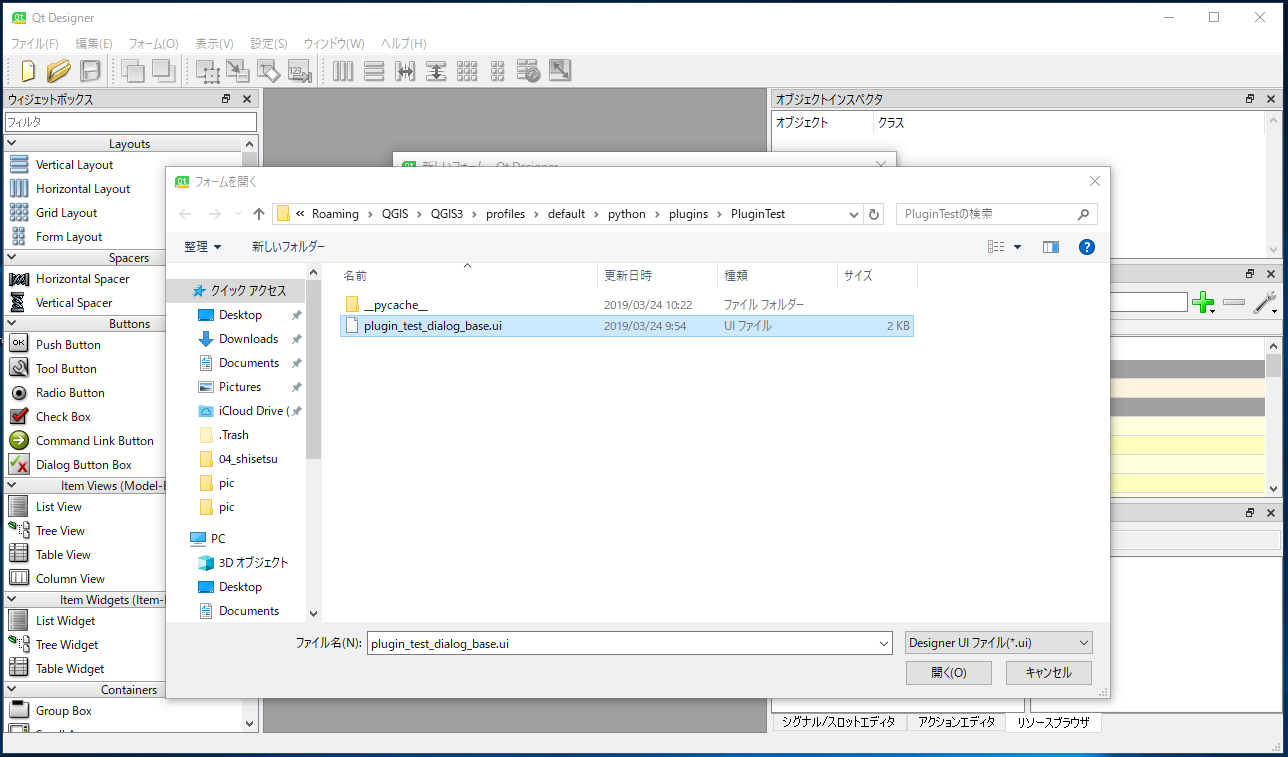 Qt Designer
ファイル(F) 編集(E) フォーム(O) 表示(V) 設定(S) ウィンドウ(W) ヘルプ(H)
ウィジェットボックス
フィルタ
Layouts
Vertical Layout
Horizontal Layout
Grid Layout
Form Layout
Spacers
Horizontal Spacer
Vertical Spacer
Buttons
Push Button
Tool Button
Radio Button
Check Box
Command Link Button
Dialog Button Box
Item Views (Model-
List View
Tree View
Table View
Column View
Item Widgets (Item-
List Widget
Tree Widget
Table Widget
Containers
Group Box
新しいフォーム - Qt Designer
フォームを開く
« Roaming › QGIS › QGIS3 › profiles › default › python › plugins › PluginTest
PluginTestの検索
整理 新しいフォルダー
クイック アクセス
Desktop
Downloads
Documents
Pictures
iCloud Drive (
.Trash
04_shisetsu
pic
pic
PC
3D オブジェクト
Desktop
Documents
名前 更新日時 種類 サイズ
__pycache__ 2019/03/24 10:22 ファイル フォルダー
plugin_test_dialog_base.ui 2019/03/24 9:54 UI ファイル 2 KB
ファイル名(N): plugin_test_dialog_base.ui Designer UI ファイル(*.ui)
開く(O) キャンセル
オブジェクトインスペクタ
オブジェクト クラス
シグナル/スロットエディタ アクションエディタ リソースブラウザ